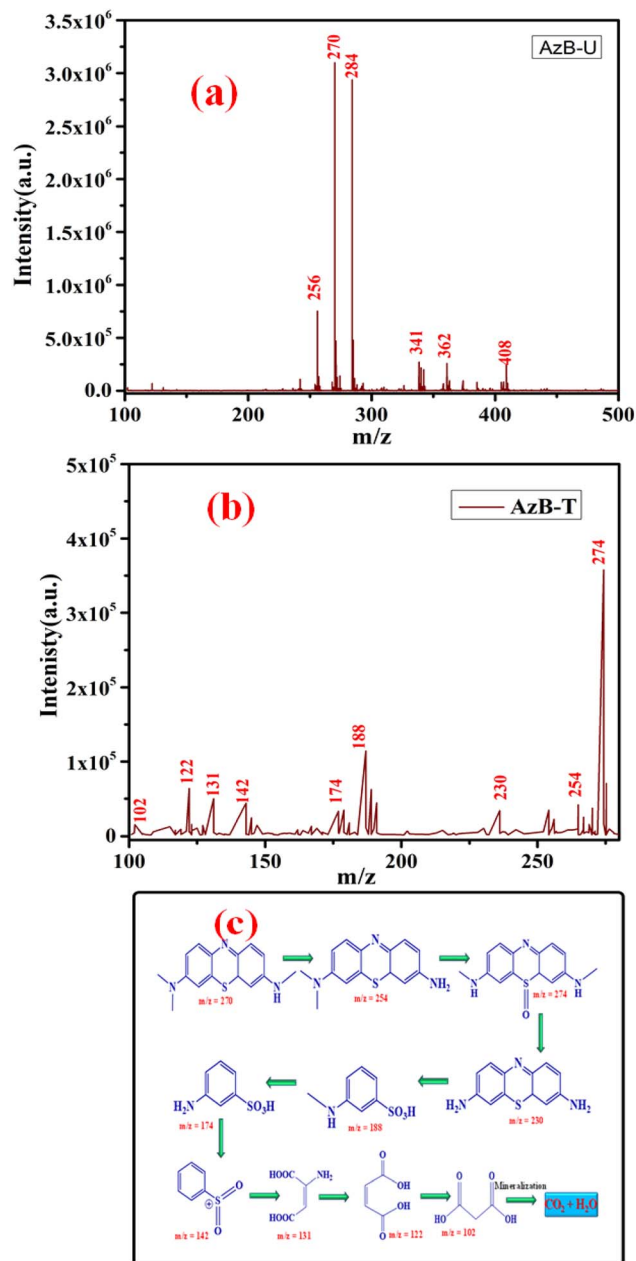 3.5x10⁶
3.0x10⁶
2.5x10⁶
2.0x10⁶
1.5x10⁶
1.0x10⁶
5.0x10⁵
0.0
Intensity(a.u.)
(a)
AzB-U
270
284
256
341
362
408
100
200
300
400
500
m/z
5x10⁵
4x10⁵
3x10⁵
2x10⁵
1x10⁵
0
Intenisty(a.u.)
(b)
AzB-T
274
102
122
131
142
174
188
230
254
100
150
200
250
m/z
(c)
N
S
N
N
H
m/z = 270
N
S
N
NH₂
m/z = 254
N
S
O
N
H
N
H
m/z = 274
H₂N
SO₃H
m/z = 174
N
H
SO₃H
m/z = 188
N
S
H₂N
NH₂
m/z = 230
S
O
O
m/z = 142
HOOC
NH₂
HOOC
m/z = 131
O
OH
OH
O
m/z = 122
O
O
HO
OH
m/z = 102
Mineralization
CO₂ + H₂O